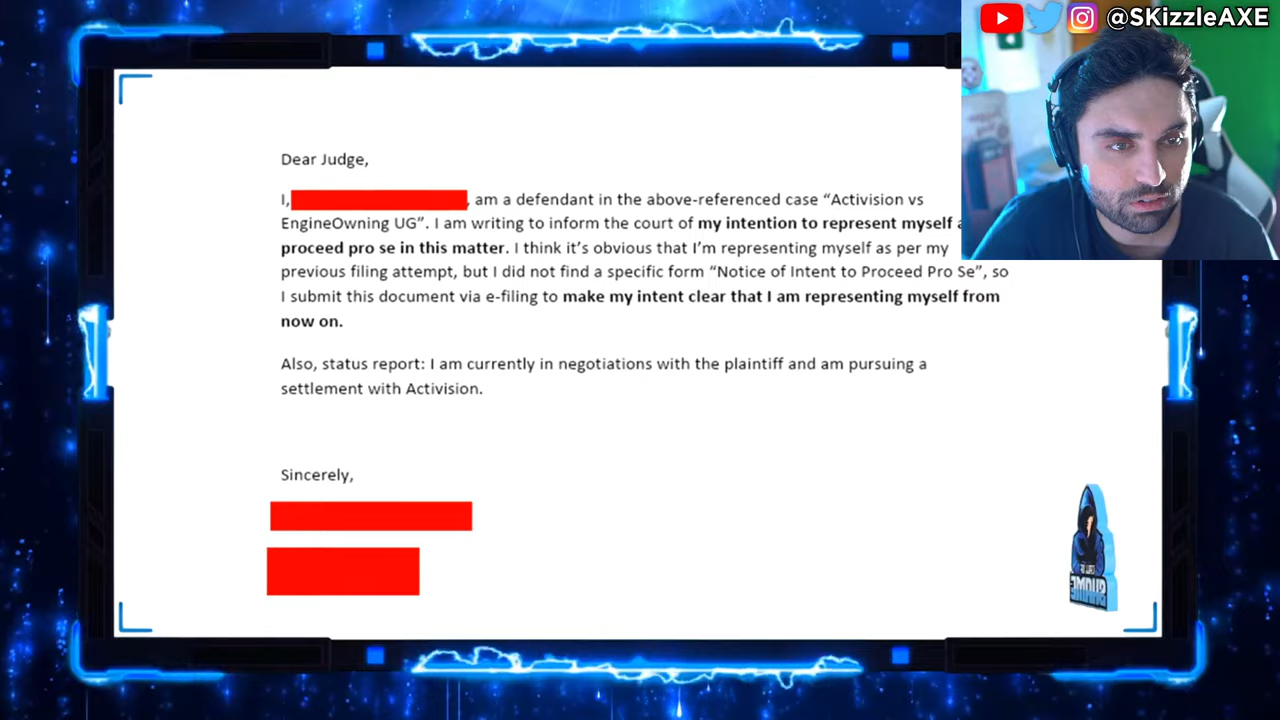 @SKizzleAXE
Dear Judge,
I, , am a defendant in the above-referenced case “Activision vs
EngineOwning UG”. I am writing to inform the court of my intention to represent myself
proceed pro se in this matter. I think it’s obvious that I’m representing myself as per my
previous filing attempt, but I did not find a specific form “Notice of Intent to Proceed Pro Se”, so
I submit this document via e-filing to make my intent clear that I am representing myself from
now on.
Also, status report: I am currently in negotiations with the plaintiff and am pursuing a
settlement with Activision.
Sincerely,